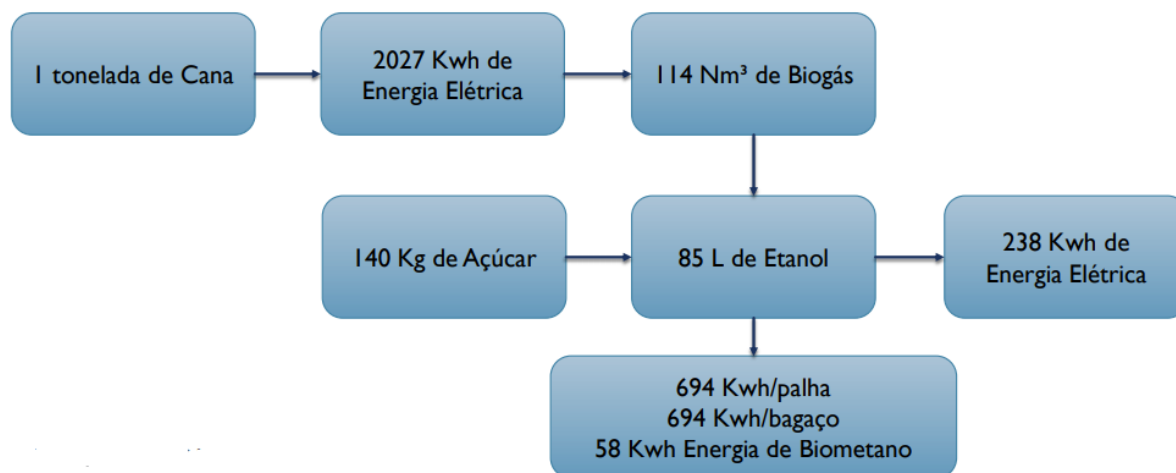 1 tonelada de Cana
2027 Kwh de
Energia Elétrica
114 Nm³ de Biogás
140 Kg de Açúcar
85 L de Etanol
238 Kwh de
Energia Elétrica
694 Kwh/palha
694 Kwh/bagaço
58 Kwh Energia de Biometano